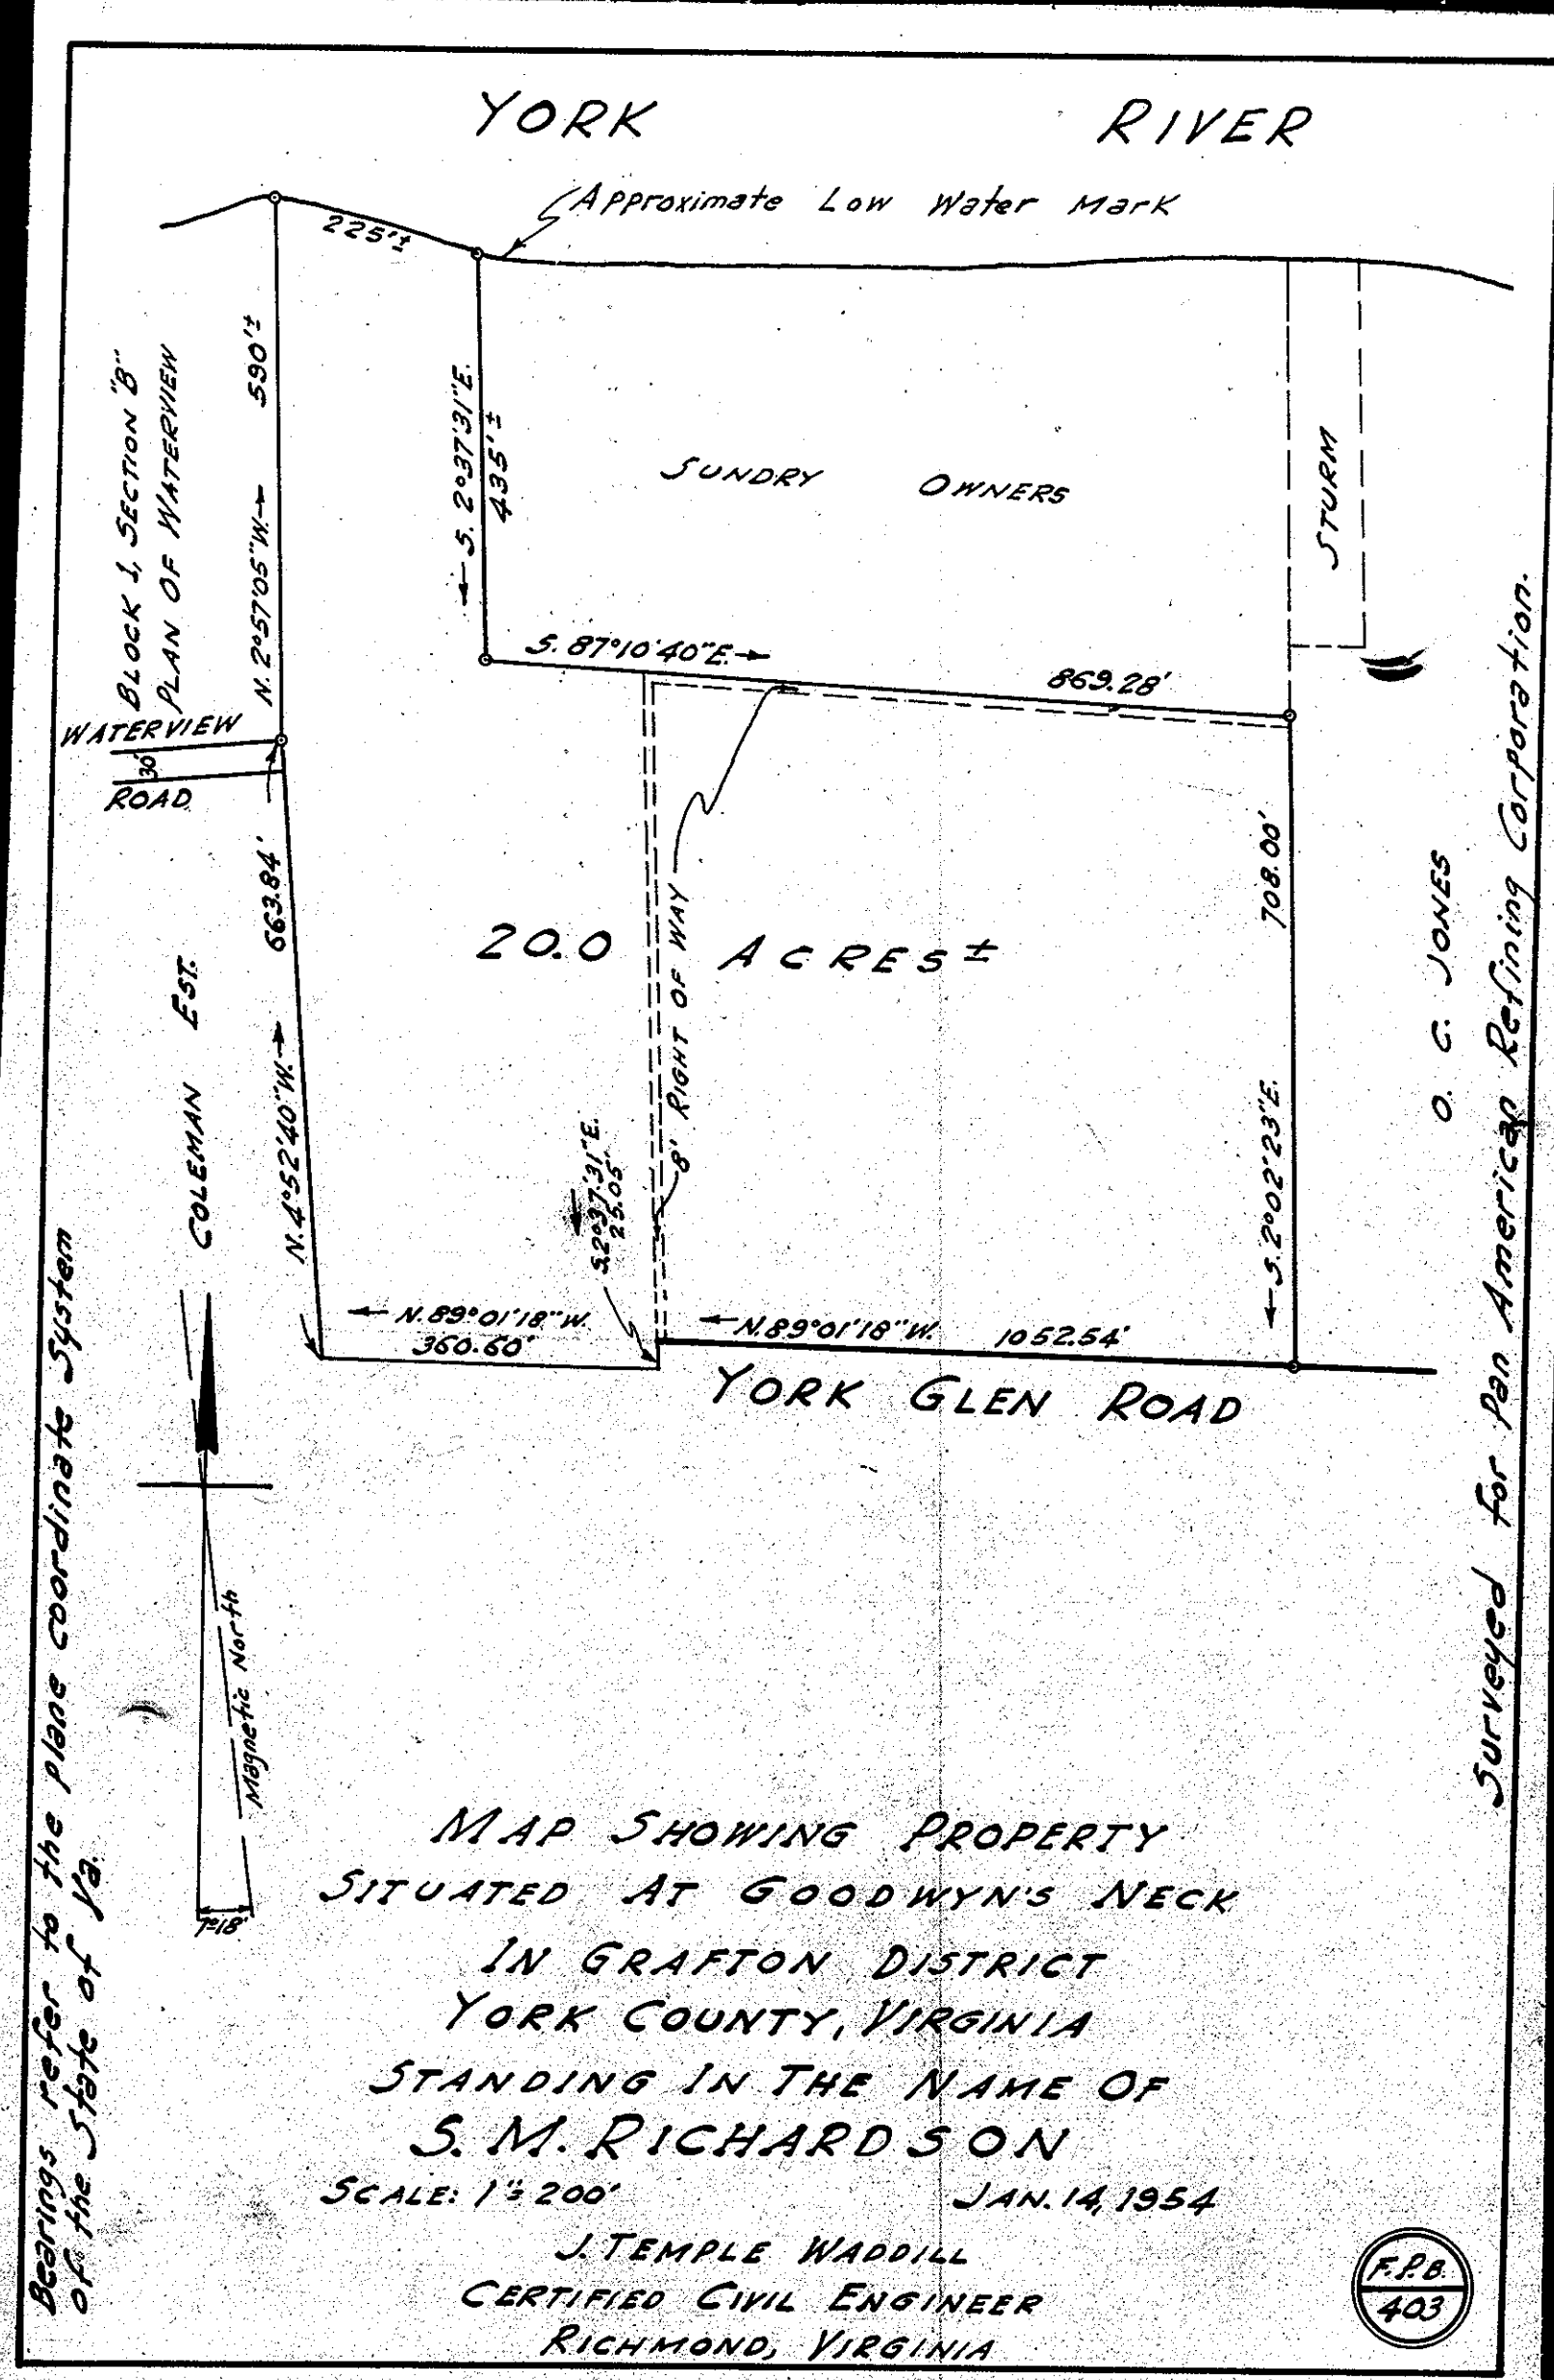 YORK RIVER
Approximate Low Water Mark
225'±
590'±
N. 2°57'05"W.
BLOCK 1, SECTION "B"
PLAN OF WATERVIEW
S. 2°37'31"E.
435'±
SUNDRY OWNERS
STURM
S. 87°10'40"E.
869.28'
WATERVIEW
30'
ROAD
663.84'
N. 4°52'40"W.
COLEMAN EST.
20.0 ACRES±
8' RIGHT OF WAY
708.00'
S. 2°02'23"E.
O. C. JONES
S. 2°37'31"E.
25.05'
N. 89°01'18"W.
360.60'
N. 89°01'18"W. 1052.54'
YORK GLEN ROAD
Magnetic North
7°18'
Bearings refer to the plane coordinate system
of the State of Va.
Surveyed for Pan American Refining Corporation.
MAP SHOWING PROPERTY
SITUATED AT GOODWYN'S NECK
IN GRAFTON DISTRICT
YORK COUNTY, VIRGINIA
STANDING IN THE NAME OF
S. M. RICHARDSON
SCALE: 1"= 200' JAN. 14, 1954
J. TEMPLE WADDILL
CERTIFIED CIVIL ENGINEER
RICHMOND, VIRGINIA
F.P.B.
403